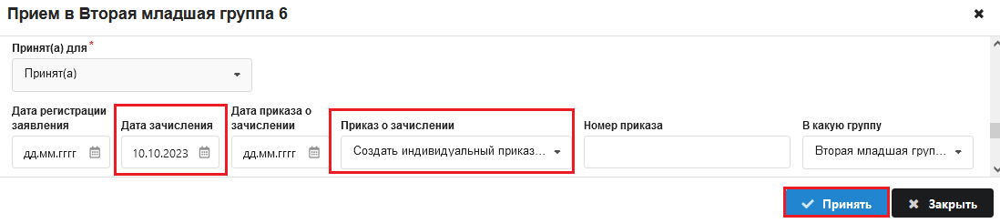 Прием в Вторая младшая группа 6
Принят(а) для *
Принят(а)
Дата регистрации заявления
Дата зачисления
Дата приказа о зачислении
Приказ о зачислении
Номер приказа
В какую группу
дд.мм.гггг
10.10.2023
дд.мм.гггг
Создать индивидуальный приказ...
Вторая младшая груп...
Принять
Закрыть